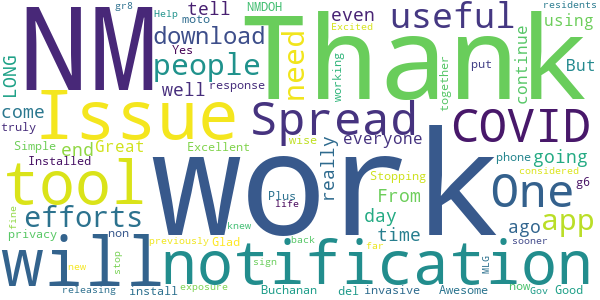 gr8
tell
NMDOH
residents
NM
Thank
Help
moto
Yes
download
even
useful
using
LONG
people
response
well
need
working
continue
But
Issue
Spread
put
together
COVID
come
truly
end
Great
Simple
Installed
Excellent
everyone
wise
really
phone
going
considered
tool
work
One
g6
Stopping
From
Plus
life
day
app
efforts
ago
privacy
non
time
fine
previously
Glad
knew
back
far
sooner
will
notification
new
stop
sign
MLG
now
releasing
install
exposure
Buchanan
del
invasive
Awesome
Gov
Good
Excited